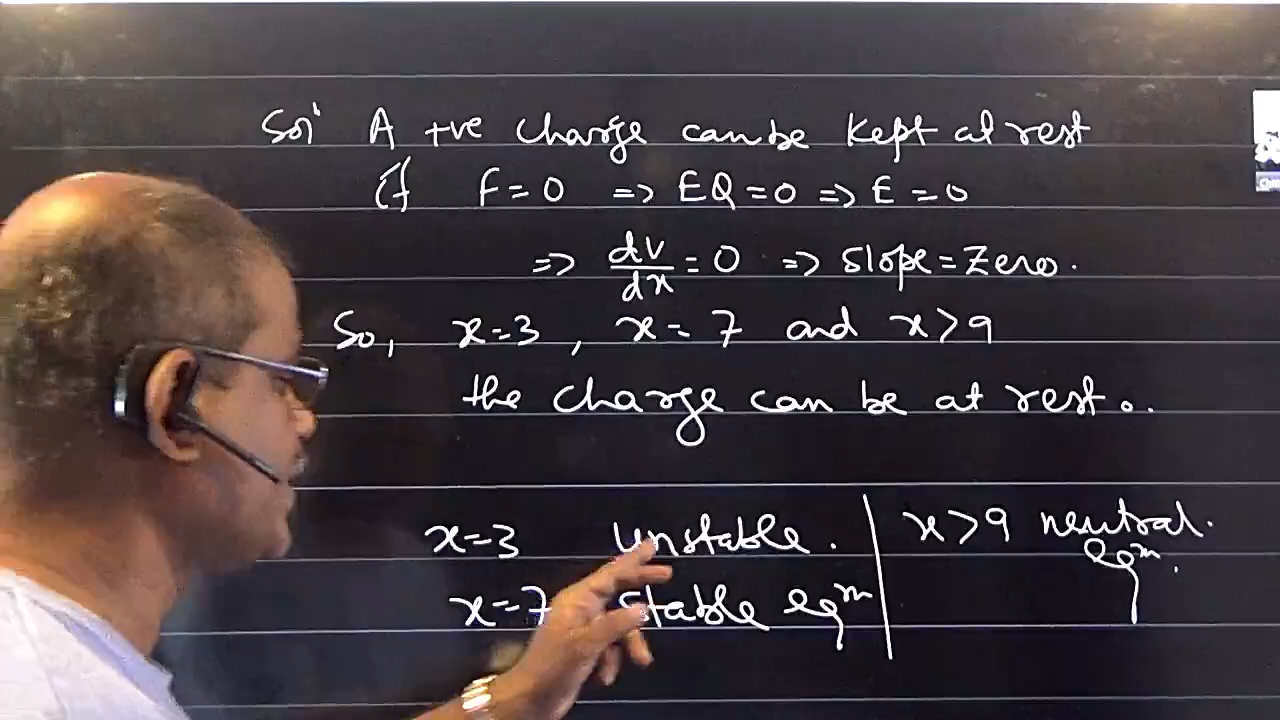 Sol' A +ve charge can be kept at rest
if F = 0 => EQ = 0 => E = 0
=> dV/dx = 0 => slope = zero.
So, x = 3, x = 7 and x > 9
the charge can be at rest.
x = 3 unstable.
x = 7 stable eqm
x > 9 neutral.
eqm.